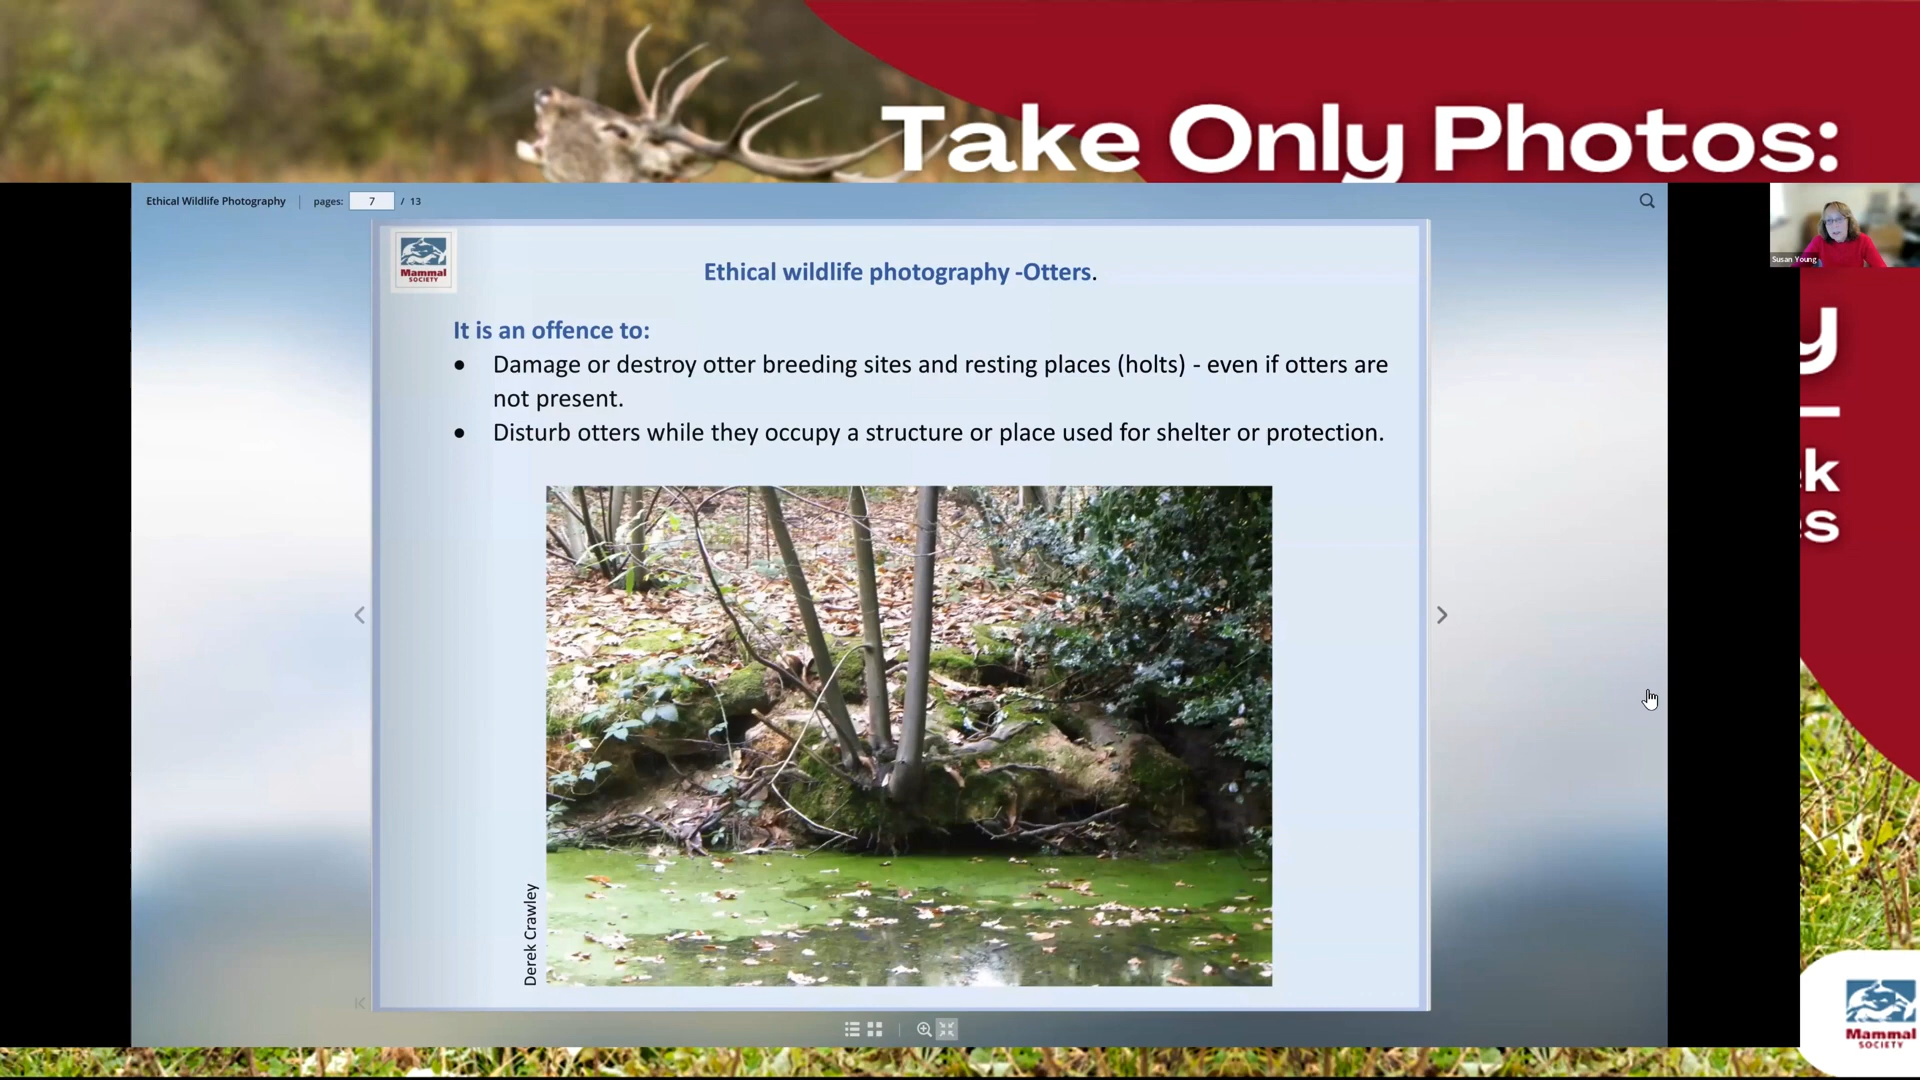 Take Only Photos:
Ethical Wildlife Photography
pages: 7 / 13
Susan Young
Mammal
SOCIETY
Ethical wildlife photography -Otters.
It is an offence to:
• Damage or destroy otter breeding sites and resting places (holts) - even if otters are
not present.
• Disturb otters while they occupy a structure or place used for shelter or protection.
Derek Crawley
y
k
s
Mammal
SOCIETY